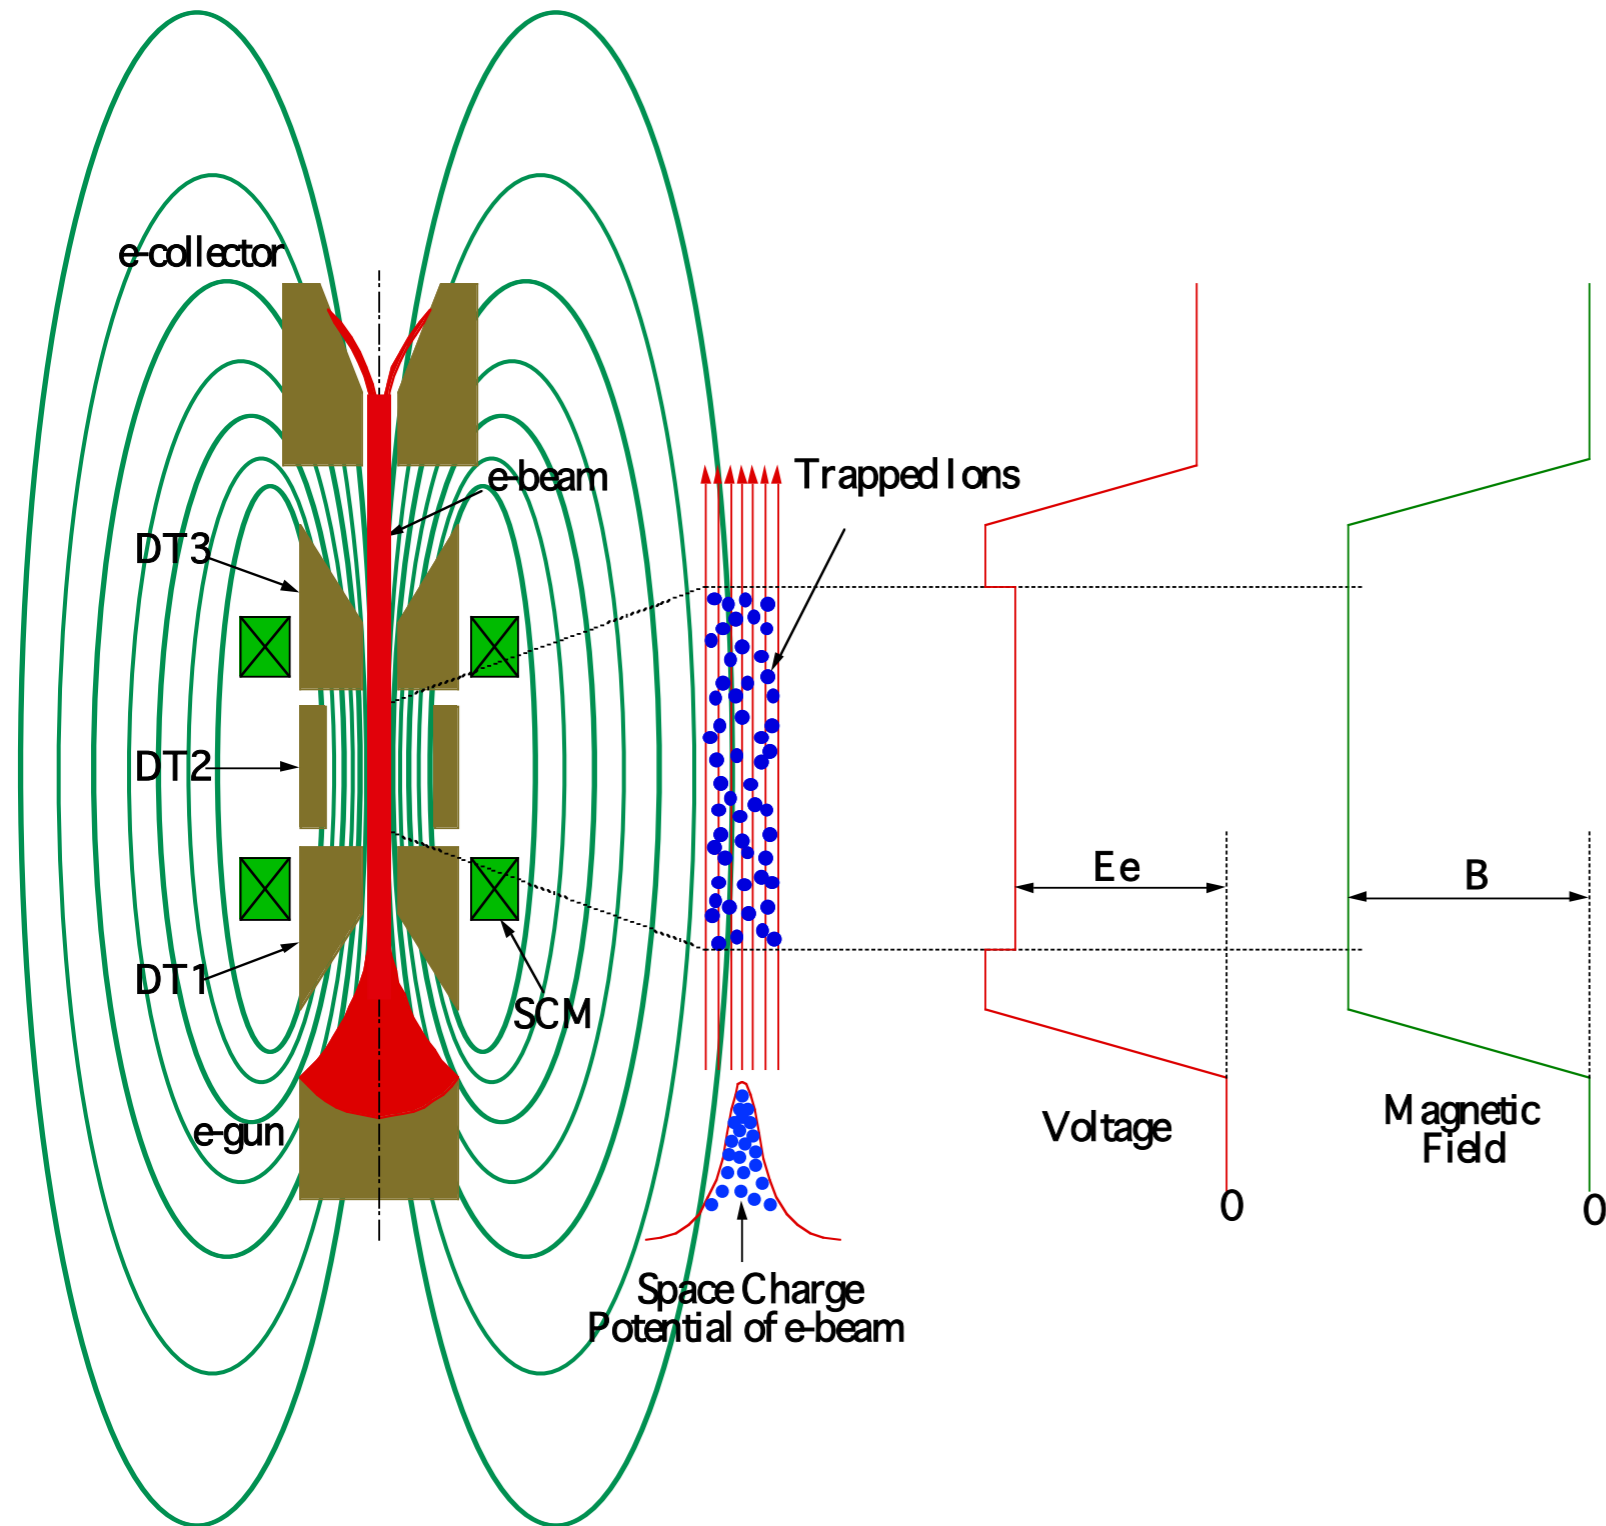 e-collector
e-beam
Trapped Ions
DT3
DT2
Ee
B
DT1
SCM
e-gun
Voltage
Magnetic
Field
0
0
Space Charge
Potential of e-beam